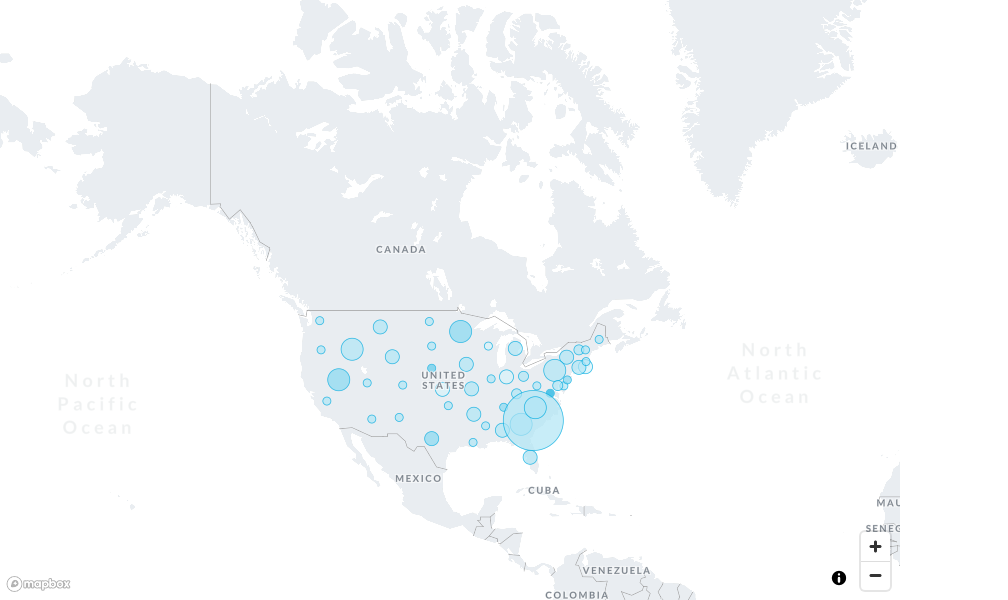 ICELAND
CANADA
North
Pacific
Ocean
UNITED
STATES
North
Atlantic
Ocean
MEXICO
CUBA
MAU
SENEG
VENEZUELA
COLOMBIA
mapbox